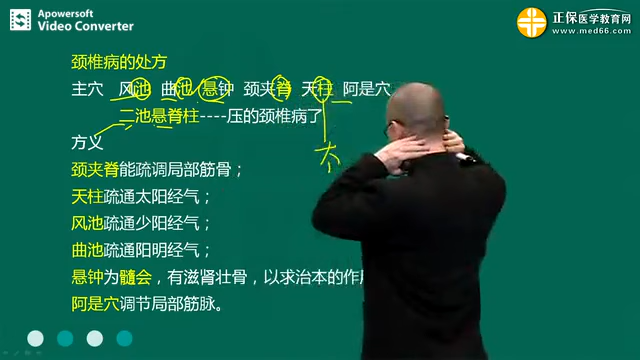 Apowersoft
Video Converter
正保医学教育网
www.med66.com
颈椎病的处方
主穴 风池 曲池 悬钟 颈夹脊 天柱 阿是穴
二池悬脊柱----压的颈椎病了
方义
颈夹脊能疏调局部筋骨；
天柱疏通太阳经气；
风池疏通少阳经气；
曲池疏通阳明经气；
悬钟为髓会，有滋肾壮骨，以求治本的作
阿是穴调节局部筋脉。